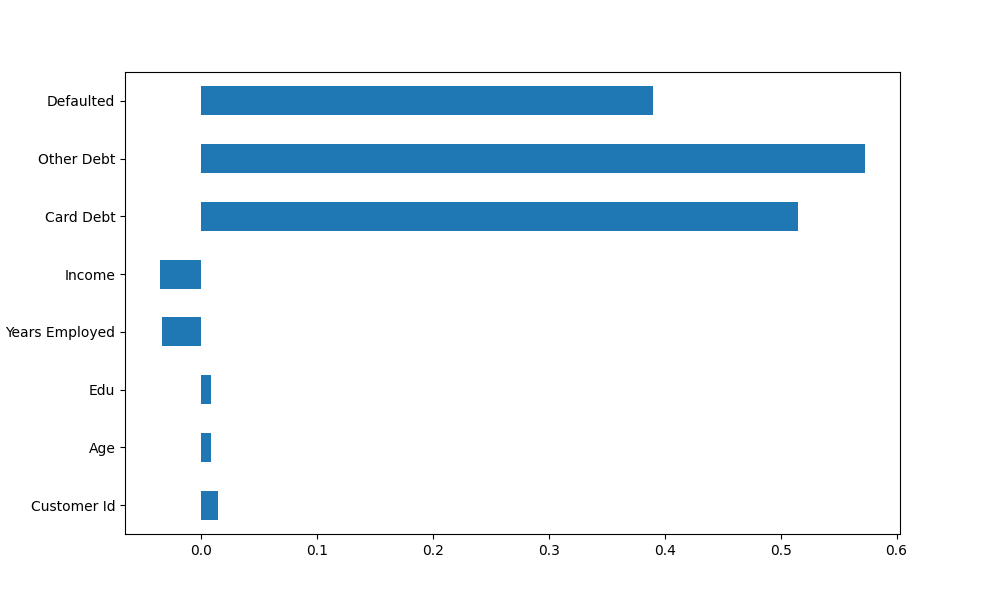 Defaulted
Other Debt
Card Debt
Income
Years Employed
Edu
Age
Customer Id
0.0 0.1 0.2 0.3 0.4 0.5 0.6